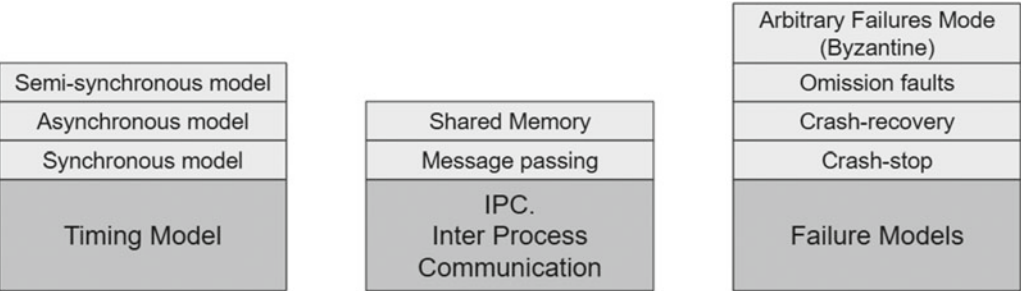 Semi-synchronous model
Asynchronous model
Synchronous model
Timing Model
Shared Memory
Message passing
IPC.
Inter Process
Communication
Arbitrary Failures Mode
(Byzantine)
Omission faults
Crash-recovery
Crash-stop
Failure Models